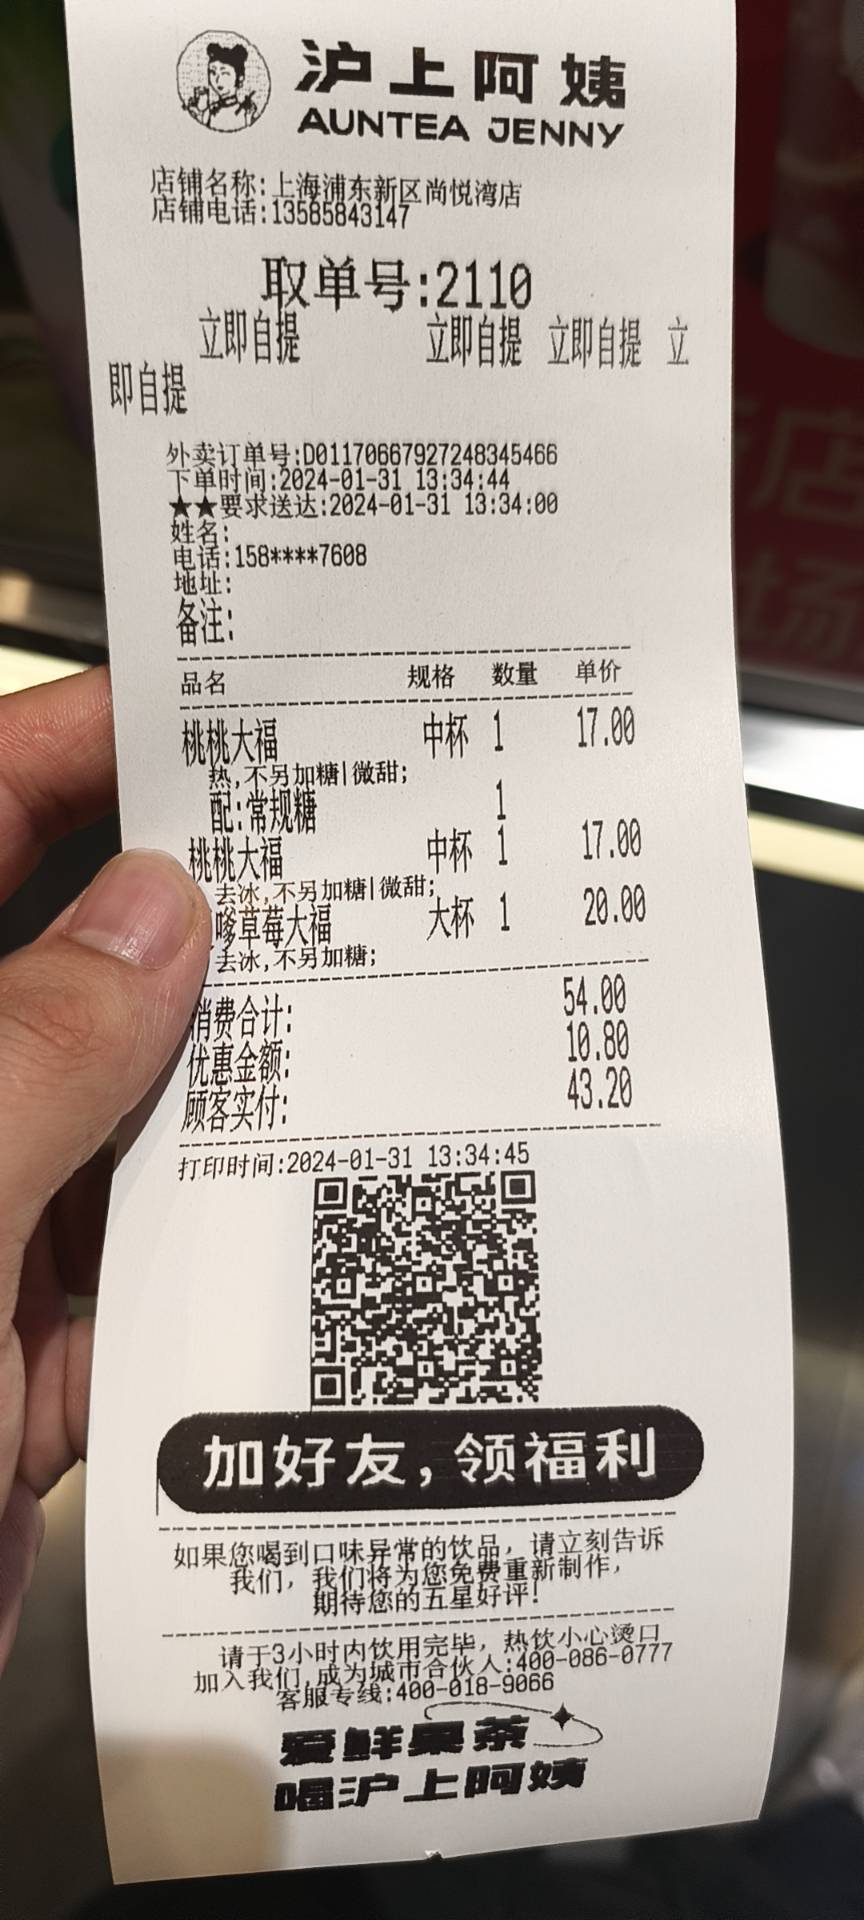 沪上阿姨
AUNTEA JENNY
店铺名称:上海浦东新区尚悦湾店
店铺电话:13585843147
取单号:2110
立即自提 立即自提 立即自提 立
即自提
外卖订单号:D01170667927248345466
下单时间:2024-01-31 13:34:44
★★要求送达:2024-01-31 13:34:00
姓名:
电话:158****7608
地址:
备注:
品名 规格 数量 单价
桃桃大福 中杯 1 17.00
热,不另加糖|微甜;
配:常规糖 1
桃桃大福 中杯 1 17.00
去冰,不另加糖|微甜;
嗲草莓大福 大杯 1 20.00
去冰,不另加糖;
消费合计: 54.00
优惠金额: 10.80
顾客实付: 43.20
打印时间:2024-01-31 13:34:45
加好友,领福利
如果您喝到口味异常的饮品，请立刻告诉
我们，我们将为您免费重新制作，
期待您的五星好评!
请于3小时内饮用完毕，热饮小心烫口
加入我们,成为城市合伙人:400-086-0777
客服专线:400-018-9066
爱鲜果茶
喝沪上阿姨
店
场